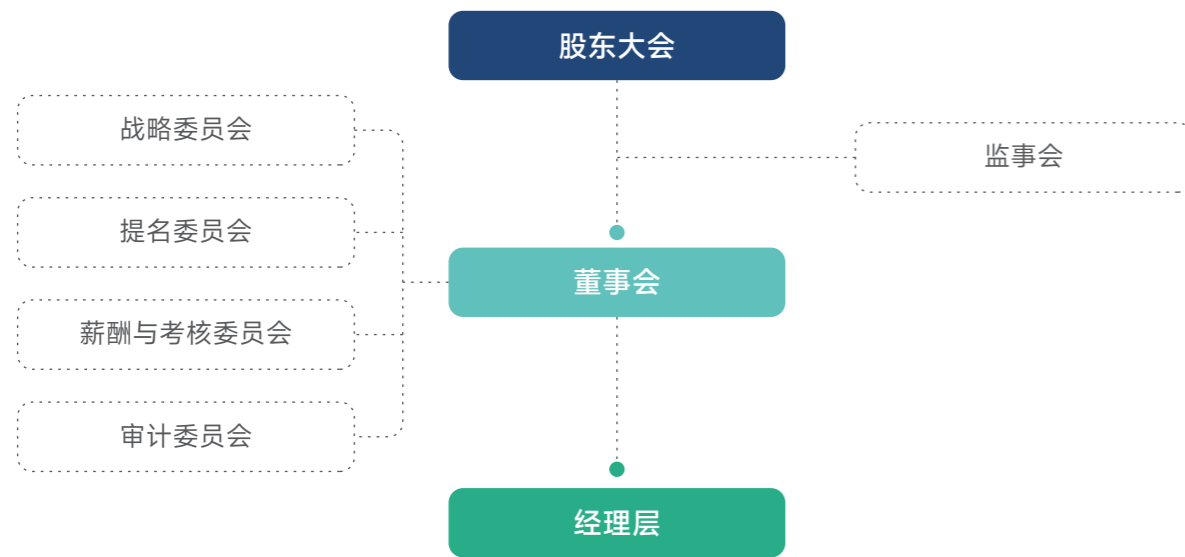 股东大会
战略委员会
监事会
提名委员会
董事会
薪酬与考核委员会
审计委员会
经理层